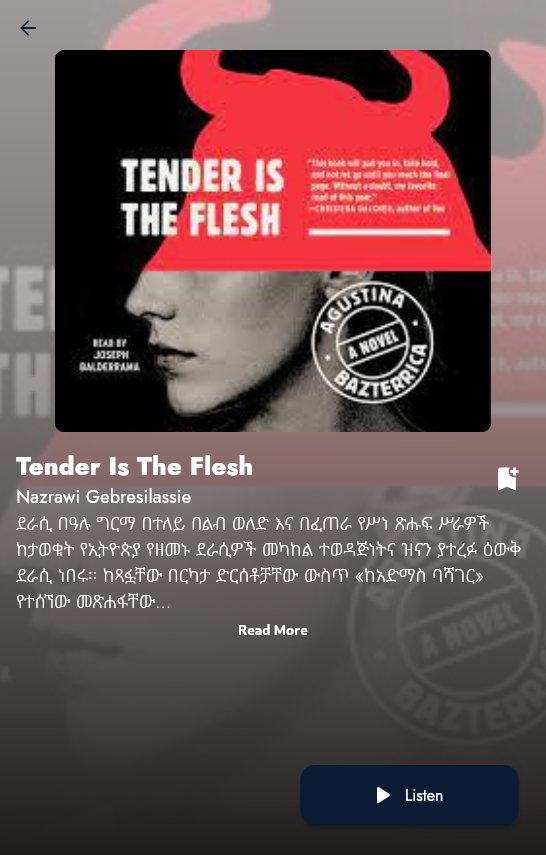 TENDER IS
THE FLESH
"This book will pull you in, take hold,
and not let go until you reach the final
page. Without a doubt, my favorite
read of this year."
—CHRISTINA DALCHER, author of Vox
READ BY
JOSEPH
BALDERRAMA
AGUSTINA
A NOVEL
BAZTERRICA
Tender Is The Flesh
Nazrawi Gebresilassie
ደራሲ በዓሉ ግርማ በተለይ በልብ ወለድ እና በፈጠራ የሥነ ጽሑፍ ሥራዎች
ከታወቁት የኢትዮጵያ የዘመኑ ደራሲዎች መካከል ተወዳጅነትና ዝናን ያተረፉ ዕውቅ
ደራሲ ነበሩ። ከጻፏቸው በርካታ ድርሰቶቻቸው ውስጥ «ከአድማስ ባሻገር»
የተሰኘው መጽሐፋቸው...
Read More
Listen